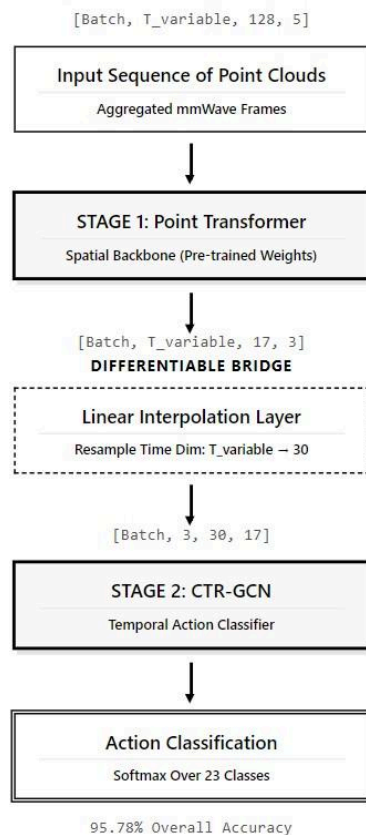 [Batch, T_variable, 128, 5]
Input Sequence of Point Clouds
Aggregated mmWave Frames
STAGE 1: Point Transformer
Spatial Backbone (Pre-trained Weights)
[Batch, T_variable, 17, 3]
DIFFERENTIABLE BRIDGE
Linear Interpolation Layer
Resample Time Dim: T_variable → 30
[Batch, 3, 30, 17]
STAGE 2: CTR-GCN
Temporal Action Classifier
Action Classification
Softmax Over 23 Classes
95.78% Overall Accuracy